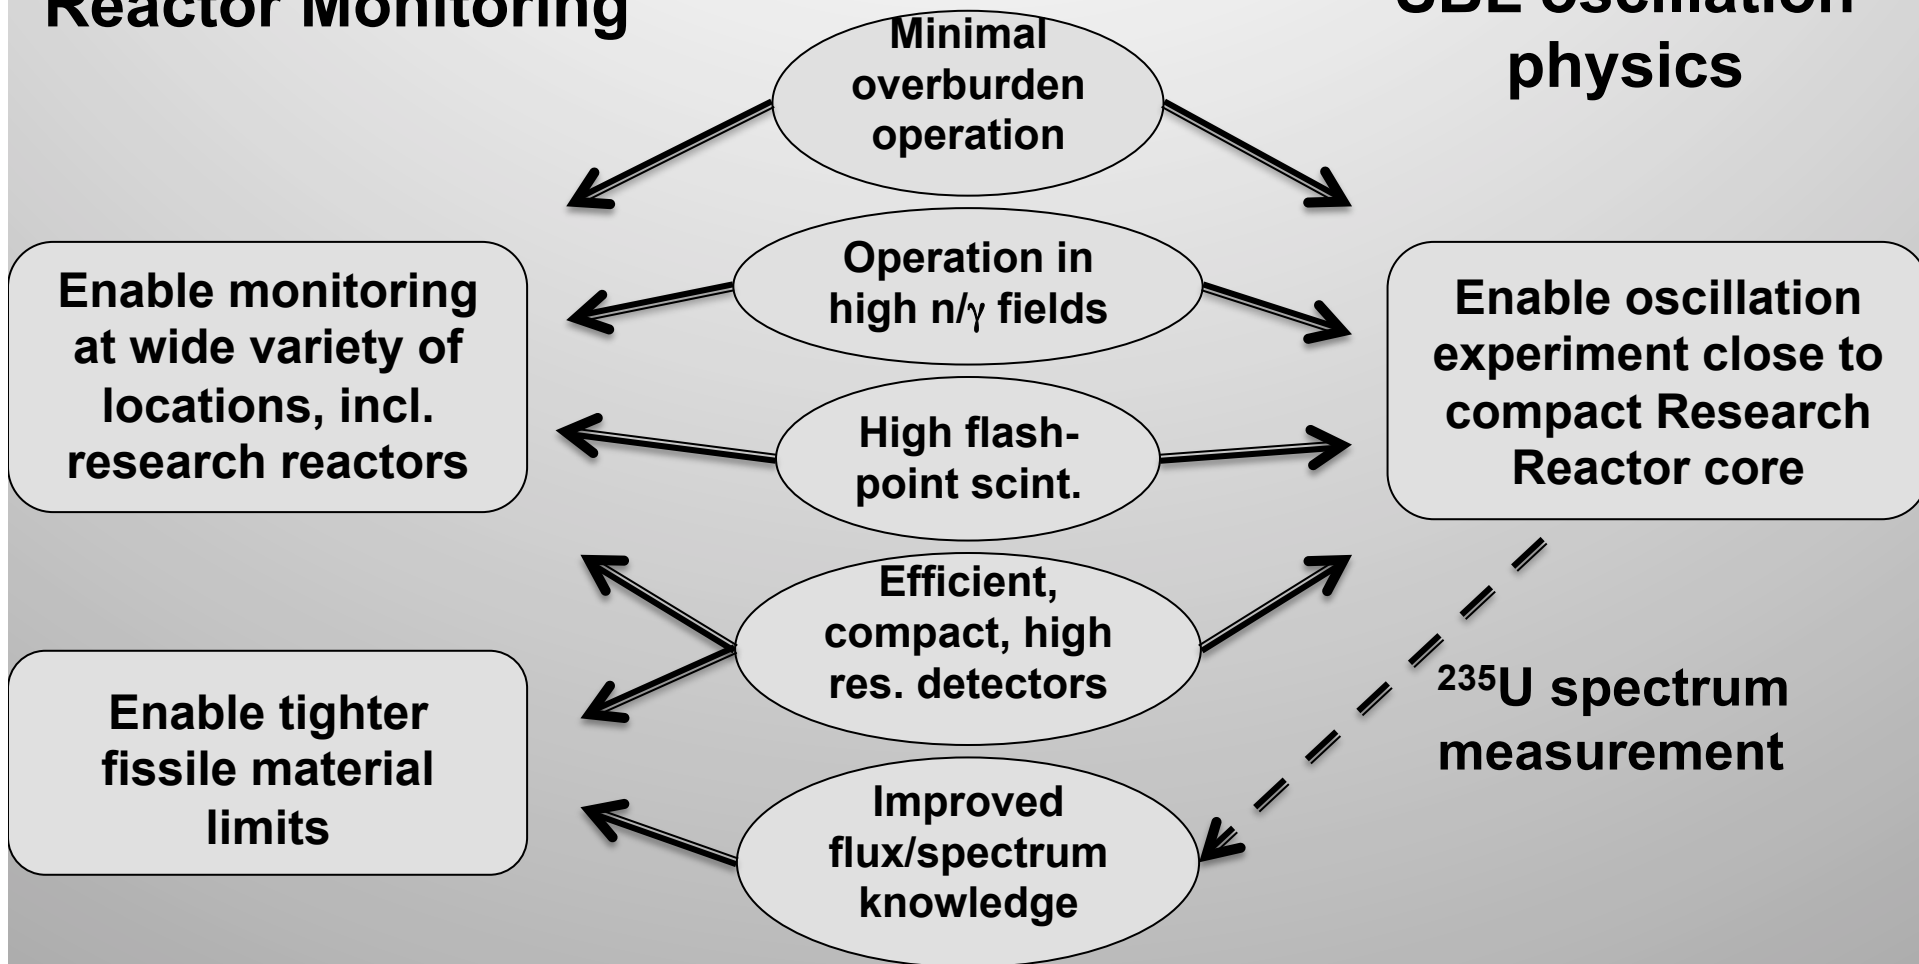 Reactor Monitoring
SBL oscillation
physics
Minimal
overburden
operation
Operation in
high n/γ fields
High flash-
point scint.
Efficient,
compact, high
res. detectors
Improved
flux/spectrum
knowledge
Enable monitoring
at wide variety of
locations, incl.
research reactors
Enable tighter
fissile material
limits
Enable oscillation
experiment close to
compact Research
Reactor core
²³⁵U spectrum
measurement